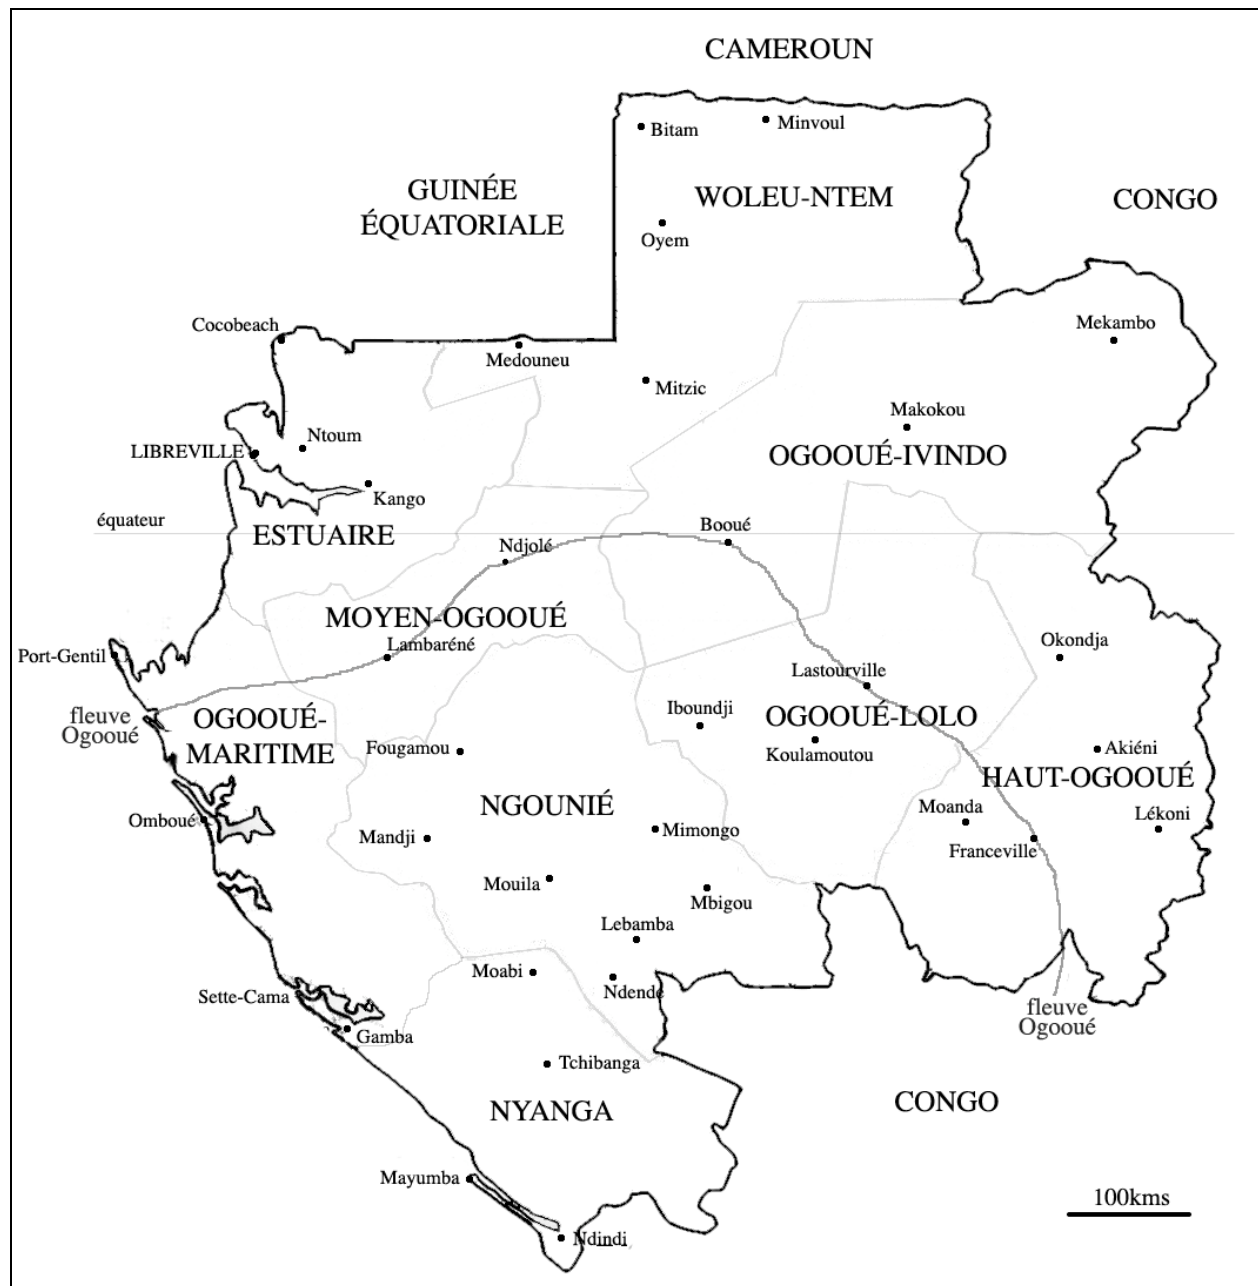 CAMEROUN
Bitam
Minvoul
GUINÉE
ÉQUATORIALE
WOLEU-NTEM
CONGO
Oyem
Cocobeach
Medouneu
Mekambo
Mitzic
Makokou
Ntoum
LIBREVILLE
OGOOUÉ-IVINDO
Kango
équateur
ESTUAIRE
Booué
Ndjolé
MOYEN-OGOOUÉ
Lambaréné
Okondja
Port-Gentil
Lastourville
fleuve
Ogooué
OGOOUÉ-
MARITIME
Iboundji
OGOOUÉ-LOLO
Fougamou
Koulamoutou
Akiéni
HAUT-OGOOUÉ
NGOUNIÉ
Moanda
Lékoni
Omboué
Mandji
Mimongo
Franceville
Mouila
Mbigou
Lebamba
Moabi
Ndendé
Sette-Cama
fleuve
Ogooué
Gamba
Tchibanga
NYANGA
CONGO
Mayumba
100kms
Ndindi